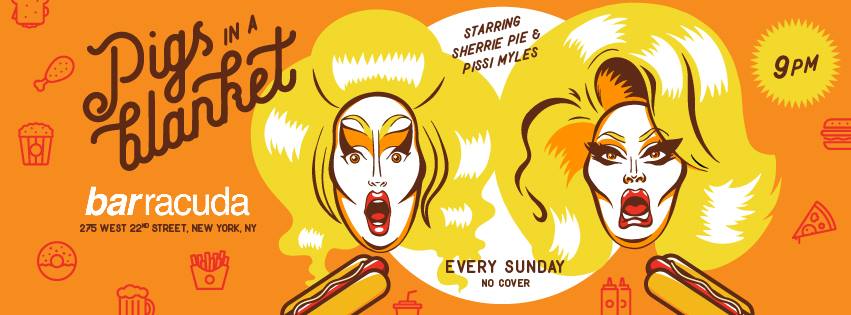 Pigs IN A
blanket
barracuda
275 WEST 22ND STREET, NEW YORK, NY
STARRING
SHERRIE PIE &
PISSI MYLES
9PM
EVERY SUNDAY
NO COVER